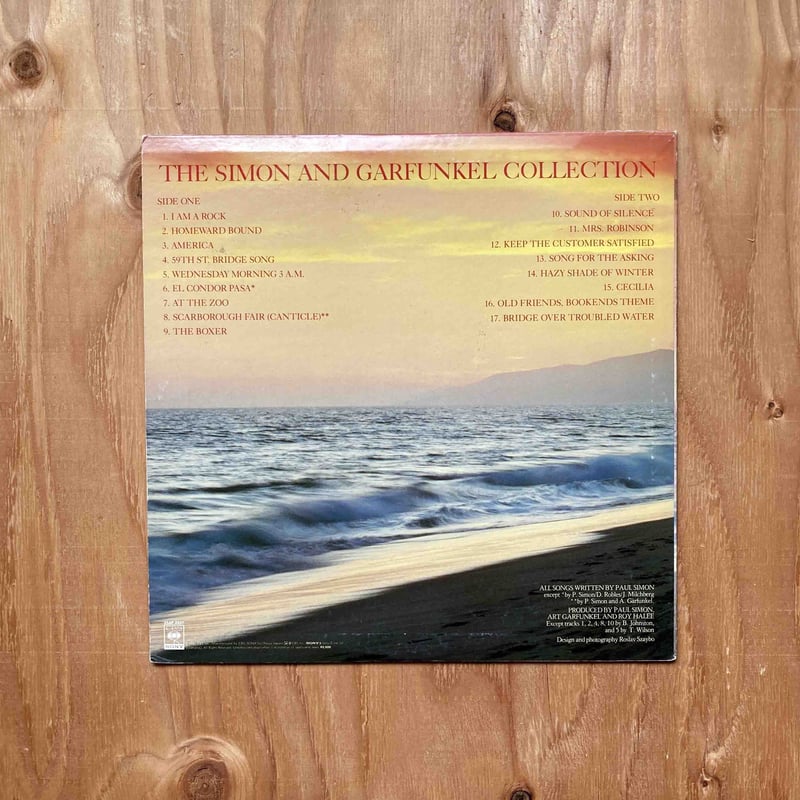 THE SIMON AND GARFUNKEL COLLECTION
SIDE ONE
1. I AM A ROCK
2. HOMEWARD BOUND
3. AMERICA
4. 59TH ST. BRIDGE SONG
5. WEDNESDAY MORNING 3 A.M.
6. EL CONDOR PASA*
7. AT THE ZOO
8. SCARBOROUGH FAIR (CANTICLE)**
9. THE BOXER
SIDE TWO
10. SOUND OF SILENCE
11. MRS. ROBINSON
12. KEEP THE CUSTOMER SATISFIED
13. SONG FOR THE ASKING
14. HAZY SHADE OF WINTER
15. CECILIA
16. OLD FRIENDS, BOOKENDS THEME
17. BRIDGE OVER TROUBLED WATER
ALL SONGS WRITTEN BY PAUL SIMON
except *by P. Simon/D. Robles/J. Milchberg
**by P. Simon and A. Garfunkel.
PRODUCED BY PAUL SIMON,
ART GARFUNKEL AND ROY HALEE
Except tracks 1, 2, 4, 8, 10 by B. Johnston,
and 5 by T. Wilson
Design and photography Roslav Szaybo